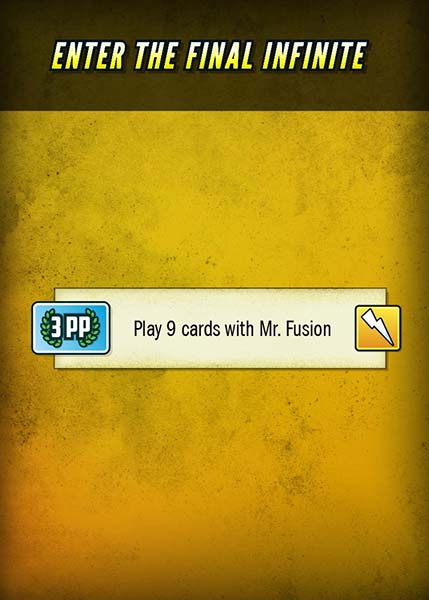 ENTER THE FINAL INFINITE
3 PP
Play 9 cards with Mr. Fusion